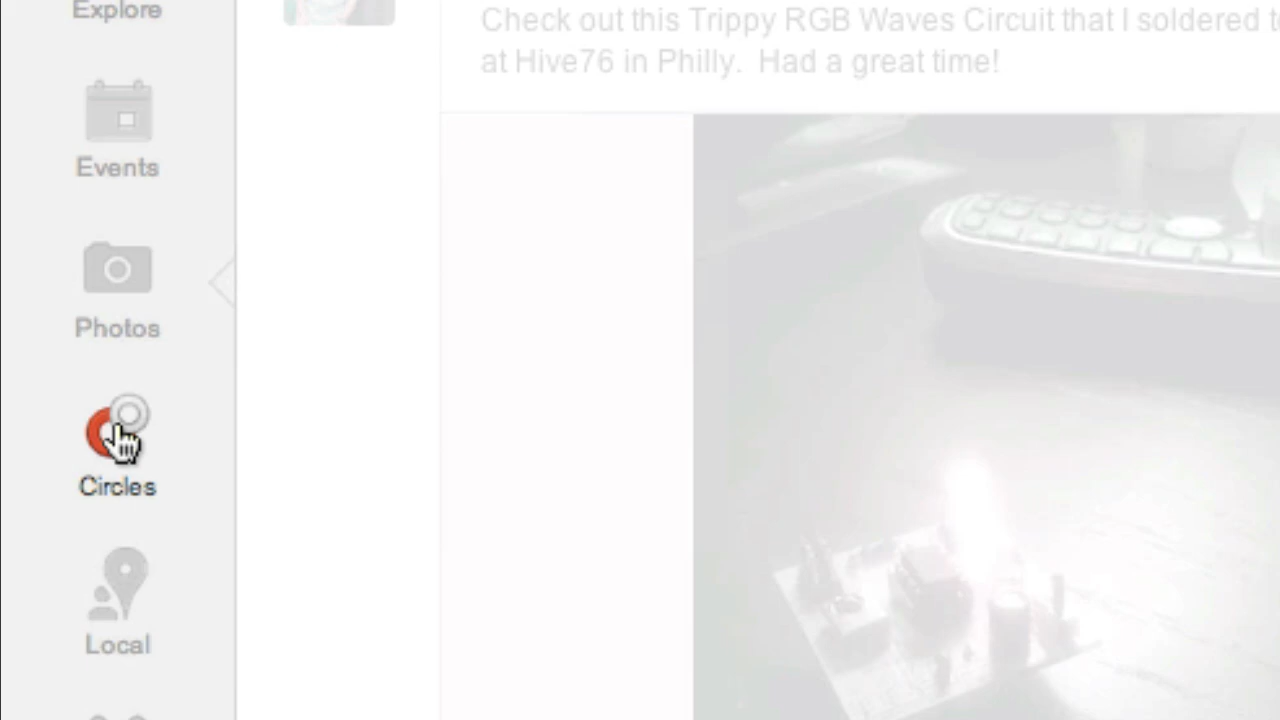 Explore
Events
Photos
Circles
Local
Check out this Trippy RGB Waves Circuit that I soldered
at Hive76 in Philly. Had a great time!